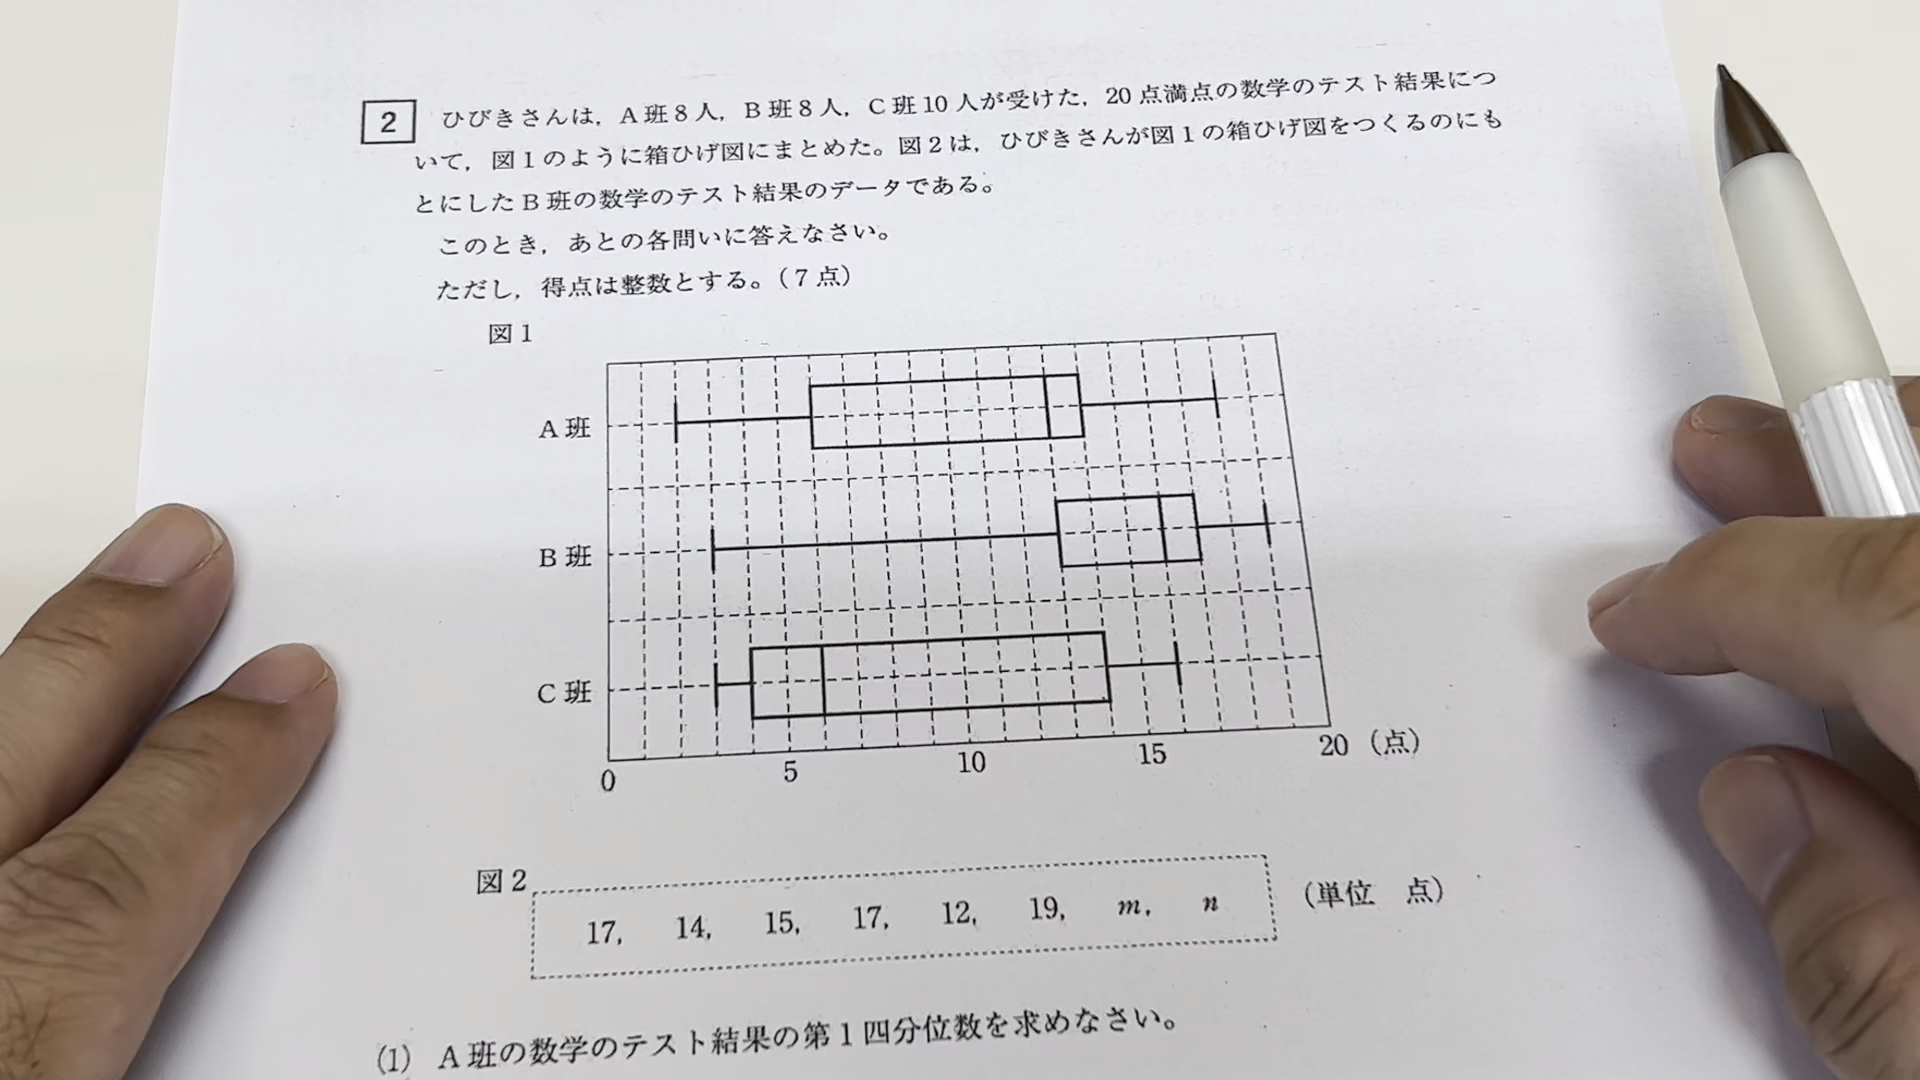 2 ひびきさんは，A班8人，B班8人，C班10人が受けた，20点満点の数学のテスト結果につ
いて，図1のように箱ひげ図にまとめた。図2は，ひびきさんが図1の箱ひげ図をつくるのにも
とにしたB班の数学のテスト結果のデータである。
このとき，あとの各問いに答えなさい。
ただし，得点は整数とする。（7点）
図1
A班
B班
C班
0 5 10 15 20 （点）
図2
17, 14, 15, 17, 12, 19, m, n （単位 点）
(1) A班の数学のテスト結果の第1四分位数を求めなさい。